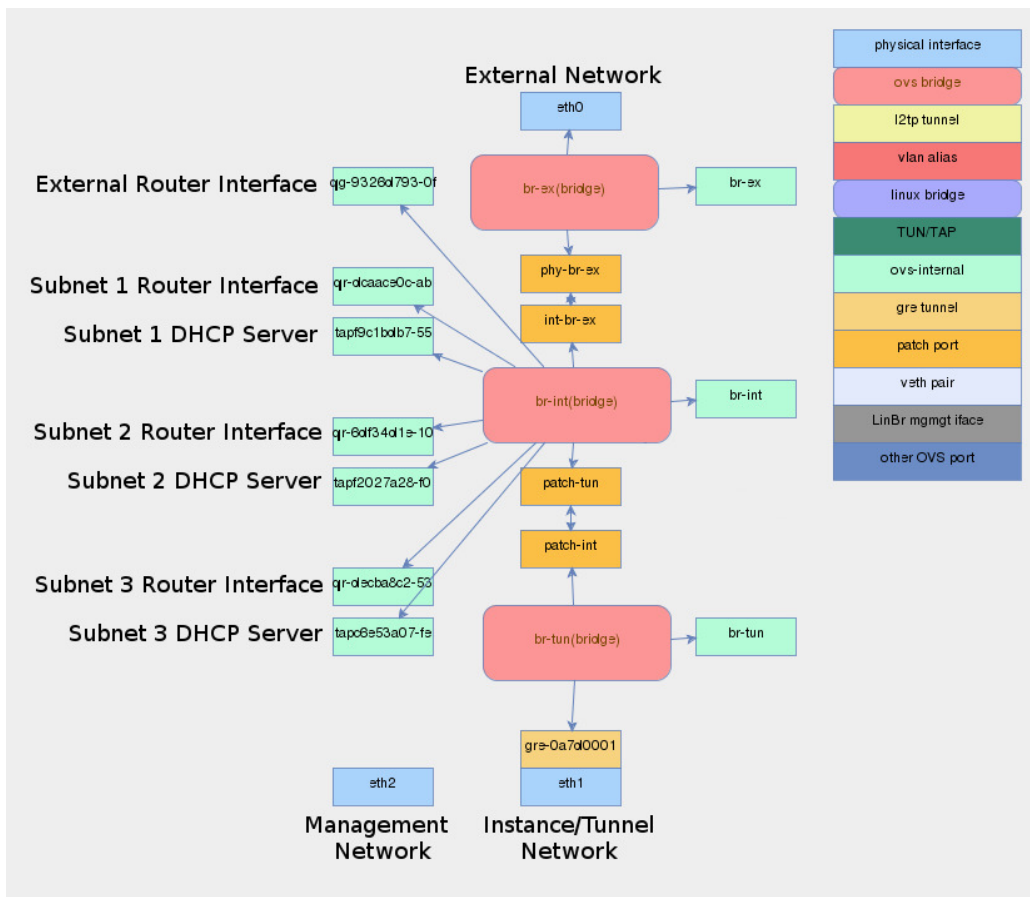 External Network
eth0
br-ex(bridge)
br-ex
External Router Interface
qg-9326d793-0f
phy-br-ex
Subnet 1 Router Interface
qr-dcaace0c-ab
int-br-ex
Subnet 1 DHCP Server
tapf9c1bdb7-55
br-int(bridge)
br-int
Subnet 2 Router Interface
qr-6df34d1e-10
Subnet 2 DHCP Server
tapf2027a28-f0
patch-tun
patch-int
Subnet 3 Router Interface
qr-decba8c2-53
Subnet 3 DHCP Server
tapc6e53a07-fe
br-tun(bridge)
br-tun
gre-0a7d0001
eth2
eth1
Management
Network
Instance/Tunnel
Network
physical interface
ovs bridge
l2tp tunnel
vlan alias
linux bridge
TUN/TAP
ovs-internal
gre tunnel
patch port
veth pair
LinBr mgmgt iface
other OVS port